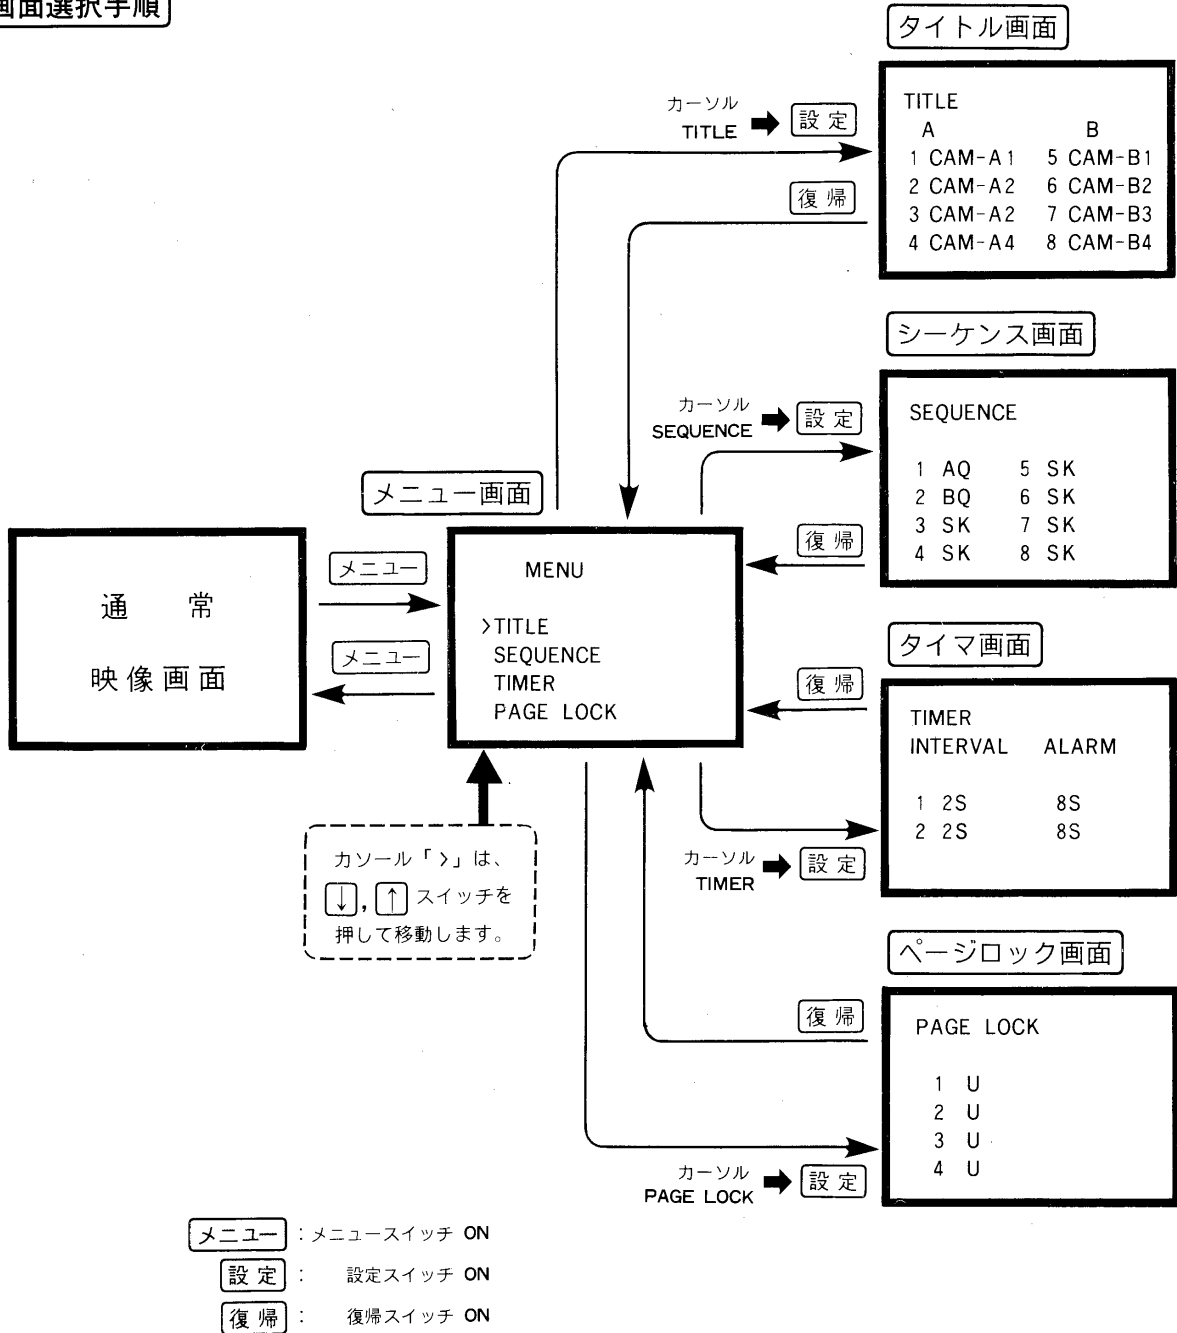 画面選択手順
タイトル画面
カーソル
TITLE ➡ 設定
TITLE
A B
1 CAM-A1 5 CAM-B1
2 CAM-A2 6 CAM-B2
3 CAM-A2 7 CAM-B3
4 CAM-A4 8 CAM-B4
復帰
シーケンス画面
カーソル
SEQUENCE ➡ 設定
SEQUENCE
1 AQ 5 SK
2 BQ 6 SK
3 SK 7 SK
4 SK 8 SK
復帰
メニュー画面
通常
映像画面
メニュー
メニュー
MENU
>TITLE
SEQUENCE
TIMER
PAGE LOCK
カソール「>」は、
↓, ↑ スイッチを
押して移動します。
タイマ画面
復帰
TIMER
INTERVAL ALARM
1 2S 8S
2 2S 8S
カーソル
TIMER ➡ 設定
ページロック画面
復帰
PAGE LOCK
1 U
2 U
3 U
4 U
カーソル
PAGE LOCK ➡ 設定
メニュー : メニュースイッチ ON
設定 : 設定スイッチ ON
復帰 : 復帰スイッチ ON